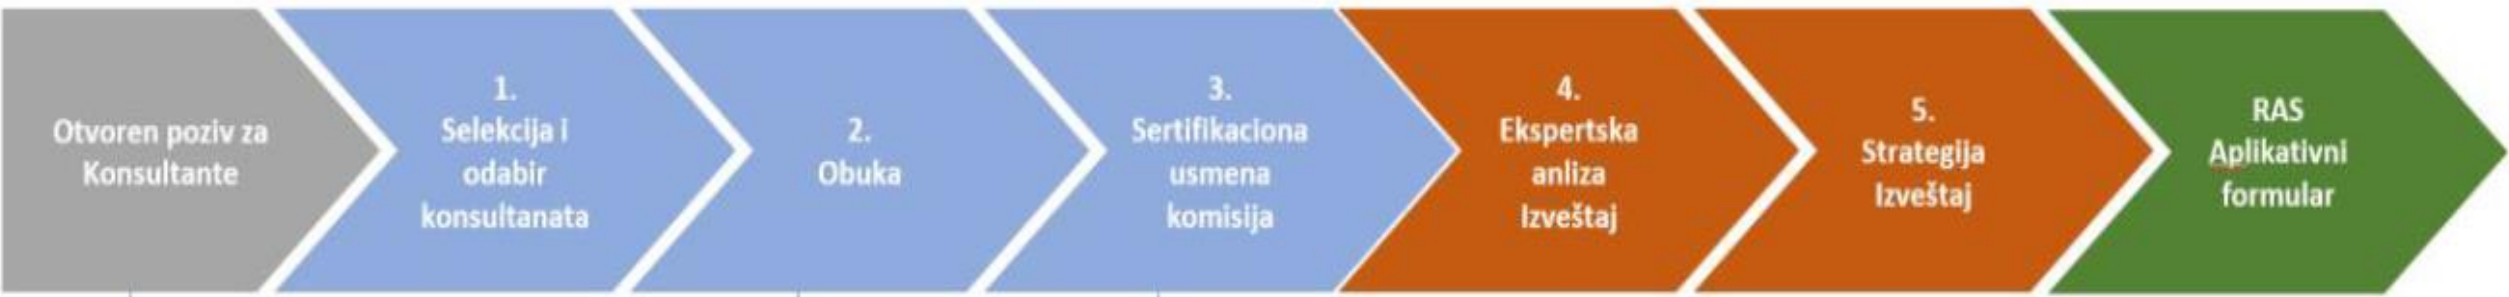 Otvoren poziv za
Konsultante
1.
Selekcija i
odabir
konsultanata
2.
Obuka
3.
Sertifikaciona
usmena
komisija
4.
Ekspertska
anliza
Izveštaj
5.
Strategija
Izveštaj
RAS
Aplikativni
formular